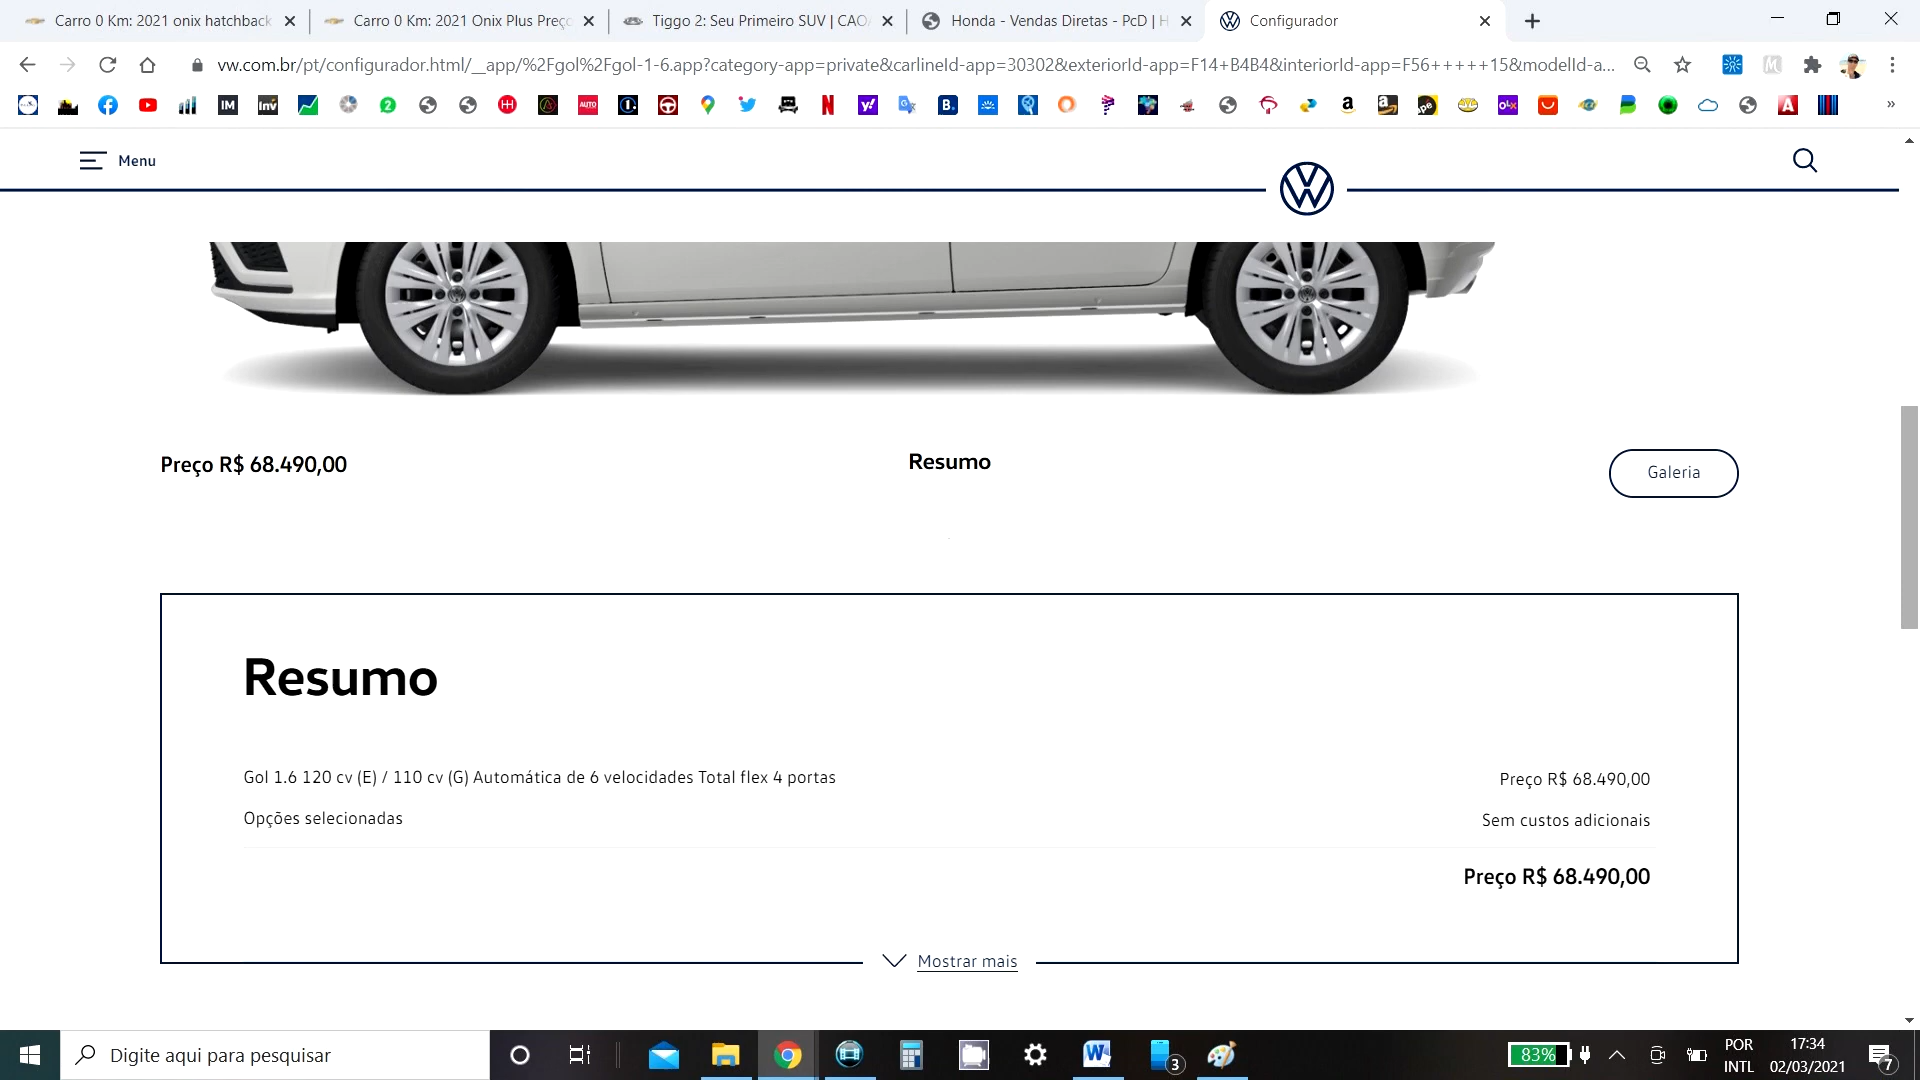 Carro 0 Km: 2021 onix hatchback
Carro 0 Km: 2021 Onix Plus Preço
Tiggo 2: Seu Primeiro SUV | CAOA
Honda - Vendas Diretas - PcD | H
Configurador
vw.com.br/pt/configurador.html/__app/%2Fgol%2Fgol-1-6.app?category-app=private&carlineId-app=30302&exteriorId-app=F14+B4B4&interiorId-app=F56+++++15&modelId-a...
Menu
Preço R$ 68.490,00
Resumo
Galeria
Resumo
Gol 1.6 120 cv (E) / 110 cv (G) Automática de 6 velocidades Total flex 4 portas
Preço R$ 68.490,00
Opções selecionadas
Sem custos adicionais
Preço R$ 68.490,00
Mostrar mais
Digite aqui para pesquisar
3
83%
POR
INTL
17:34
02/03/2021
7